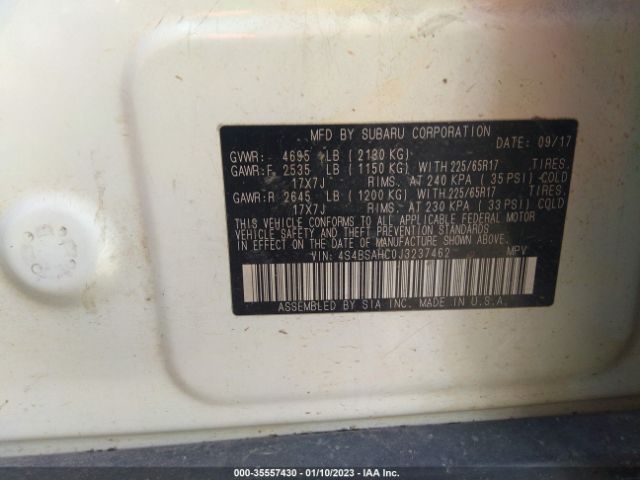 MFD BY SUBARU CORPORATION
DATE: 09/17
GVWR: 4695 LB ( 2130 KG)
GAWR:F 2535 LB ( 1150 KG) WITH 225/65R17 TIRES.
17X7J RIMS. AT 240 KPA ( 35 PSI) COLD
GAWR:R 2645 LB ( 1200 KG) WITH 225/65R17 TIRES.
17X7J RIMS. AT 230 KPA ( 33 PSI) COLD
THIS VEHICLE CONFORMS TO ALL APPLICABLE FEDERAL MOTOR
VEHICLE SAFETY AND THEFT PREVENTION STANDARDS
IN EFFECT ON THE DATE OF MANUFACTURE SHOWN ABOVE.
VIN: 4S4BSAHC0J3237462 MPV
ASSEMBLED BY SIA INC. MADE IN U.S.A.
000-35557430 - 01/10/2023 - IAA Inc.